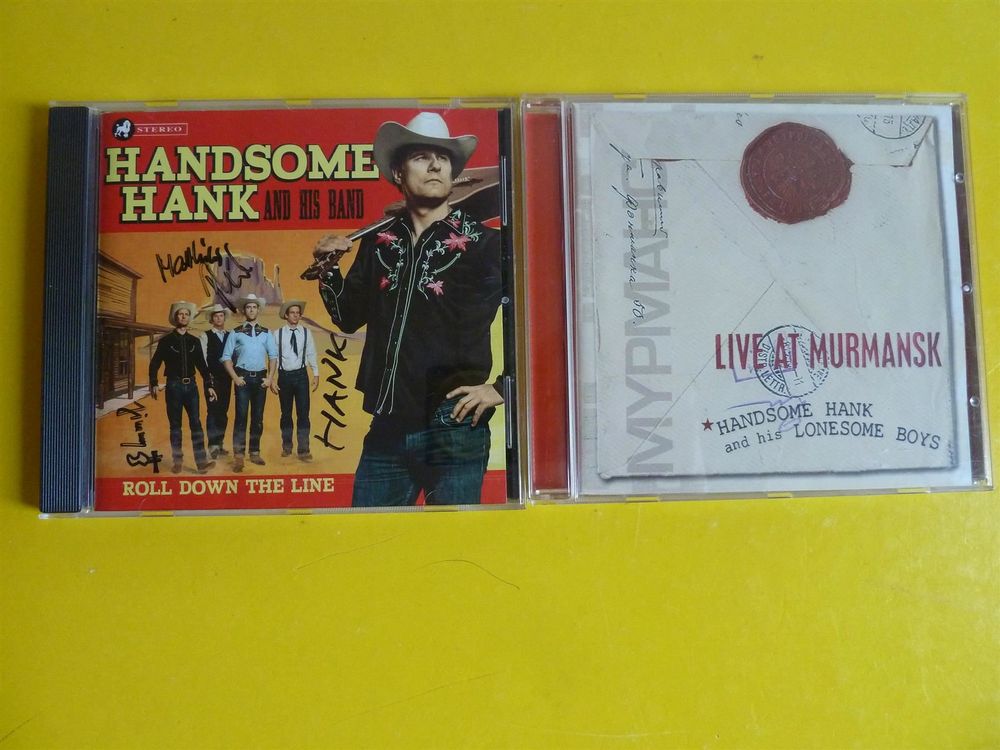 STEREO
HANDSOME
HANK AND HIS BAND
HANK
ROLL DOWN THE LINE
МУРМАНС
LIVE AT MURMANSK
★HANDSOME HANK
and his LONESOME BOYS